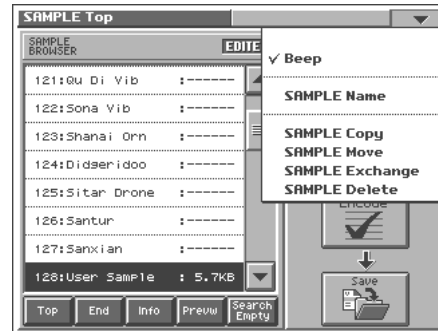 SAMPLE Top
SAMPLE
BROWSER
EDITE
Beep
SAMPLE Name
SAMPLE Copy
SAMPLE Move
SAMPLE Exchange
SAMPLE Delete
121:Qu Di Vib :------
122:Sona Vib :------
123:Shanai Orn :------
124:Didgeridoo :------
125:Sitar Drone :------
126:Santur :------
127:Sanxian :------
128:User Sample : 5.7KB
Encode
Save
Top End Info Prevw Search Empty